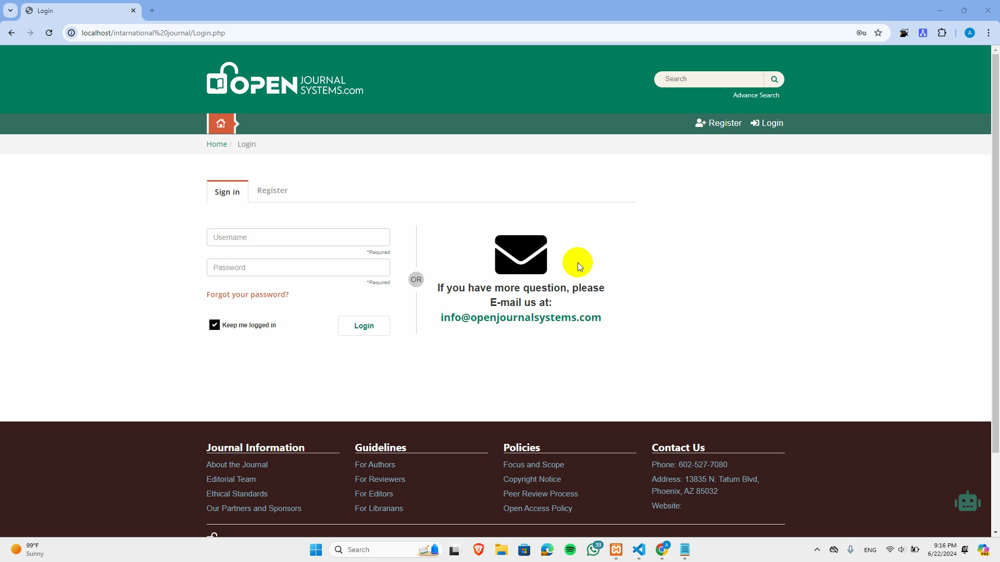 Login
localhost/intarnational%20journal/Login.php
A
OPEN JOURNAL
SYSTEMS.com
Search
Advance Search
Register
Login
Home / Login
Sign in
Register
Username
*Required
Password
*Required
Forgot your password?
Keep me logged in
Login
OR
If you have more question, please
E-mail us at:
info@openjournalsystems.com
Journal Information
About the Journal
Editorial Team
Ethical Standards
Our Partners and Sponsors
Guidelines
For Authors
For Reviewers
For Editors
For Librarians
Policies
Focus and Scope
Copyright Notice
Peer Review Process
Open Access Policy
Contact Us
Phone: 602-527-7080
Address: 13835 N. Tatum Blvd,
Phoenix, AZ 85032
Website:
99°F
Sunny
Search
39
A
ENG
9:16 PM
6/22/2024
PRE